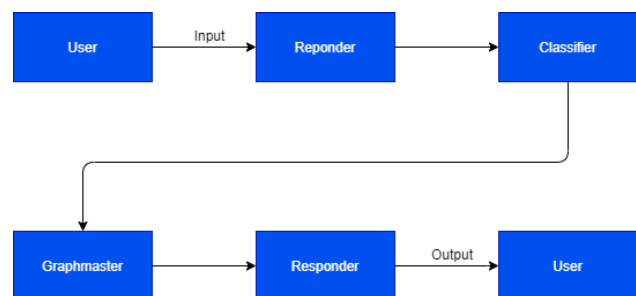 User
Input
Reponder
Classifier
Graphmaster
Responder
Output
User